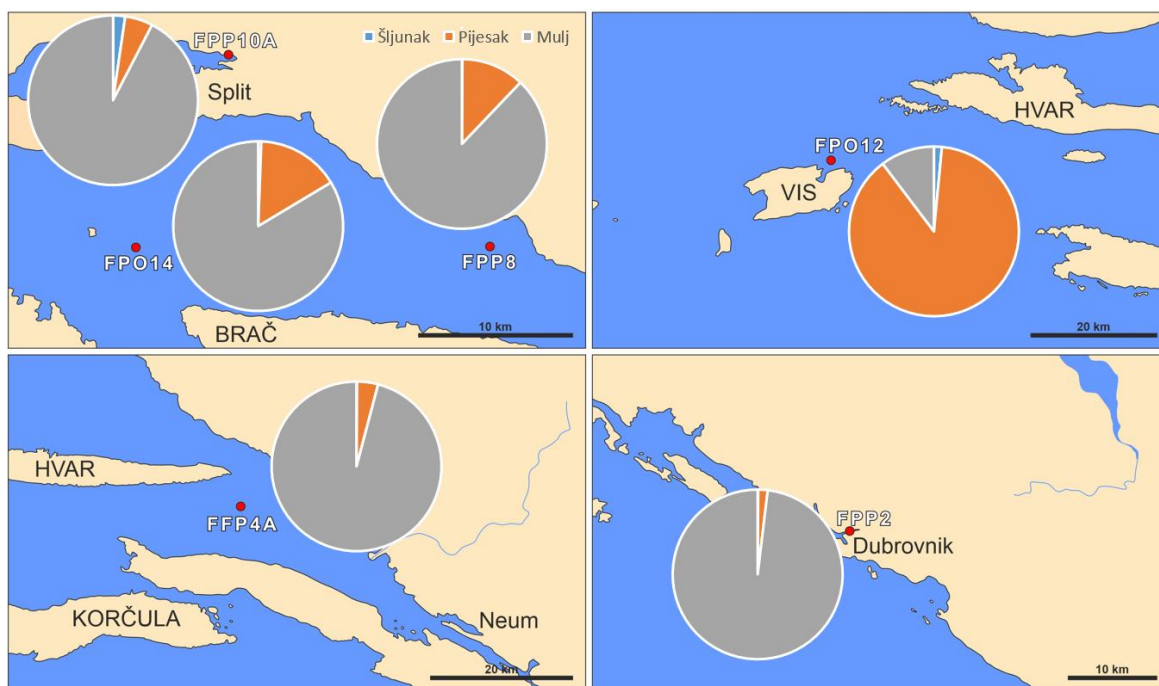 FPP10A
Šljunak Pijesak Mulj
Split
FPO14
FPP8
BRAČ
10 km
HVAR
FPO12
VIS
20 km
HVAR
FFP4A
KORČULA
Neum
20 km
FPP2
Dubrovnik
10 km